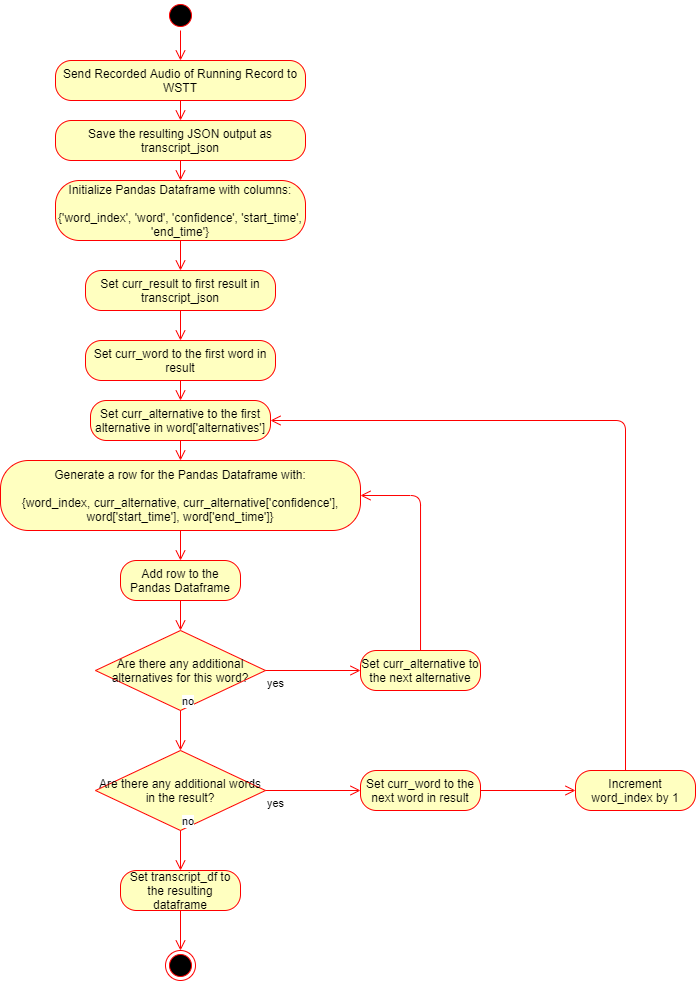 Send Recorded Audio of Running Record to
WSTT
Save the resulting JSON output as
transcript_json
Initialize Pandas Dataframe with columns:
{'word_index', 'word', 'confidence', 'start_time',
'end_time'}
Set curr_result to first result in
transcript_json
Set curr_word to the first word in
result
Set curr_alternative to the first
alternative in word['alternatives']
Generate a row for the Pandas Dataframe with:
{word_index, curr_alternative, curr_alternative['confidence'],
word['start_time'], word['end_time']}
Add row to the
Pandas Dataframe
Are there any additional
alternatives for this word?
yes
Set curr_alternative to
the next alternative
no
Are there any additional words
in the result?
yes
Set curr_word to the
next word in result
Increment
word_index by 1
no
Set transcript_df to
the resulting
dataframe